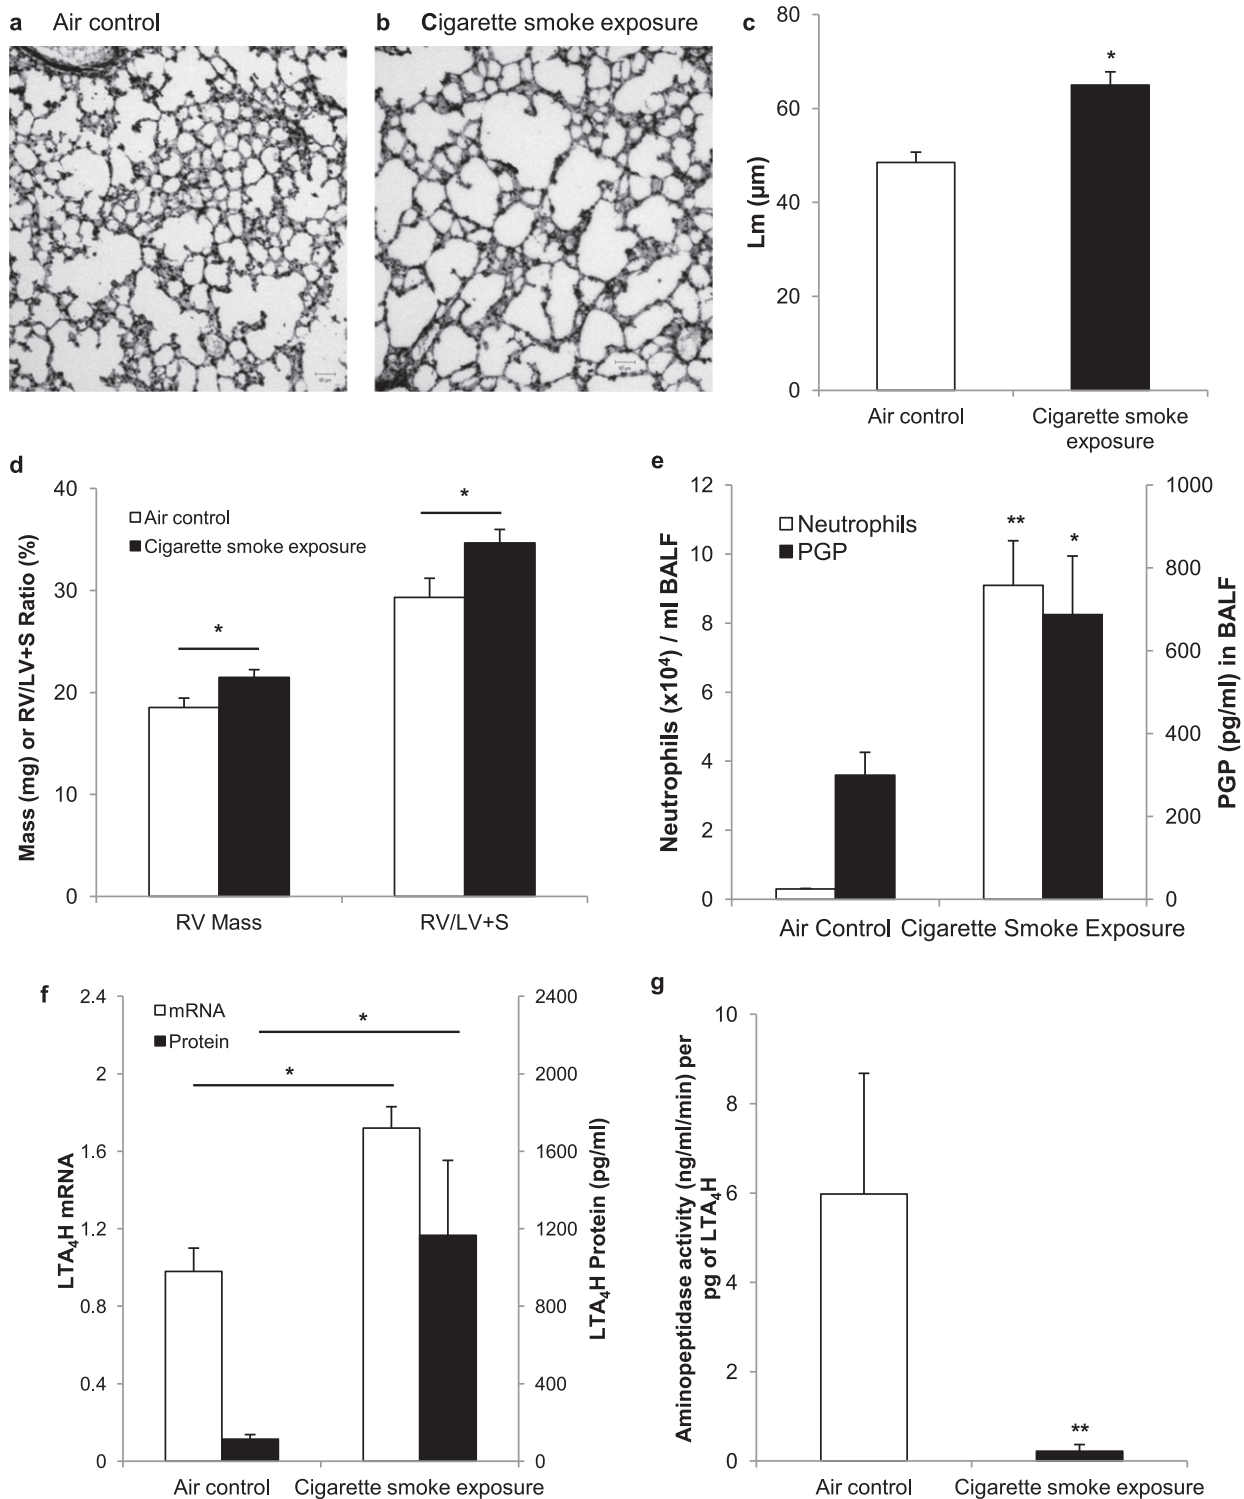 a Air control
b Cigarette smoke exposure
c
80
60
40
20
0
Lm (µm)
*
Air control
Cigarette smoke
exposure
d
40
30
20
10
0
Mass (mg) or RV/LV+S Ratio (%)
Air control
Cigarette smoke exposure
*
*
RV Mass
RV/LV+S
e
12
10
8
6
4
2
0
Neutrophils (x10⁴) / ml BALF
Neutrophils
PGP
**
*
1000
800
600
400
200
0
PGP (pg/ml) in BALF
Air Control
Cigarette Smoke Exposure
f
2.4
2
1.6
1.2
0.8
0.4
0
LTA₄H mRNA
mRNA
Protein
*
*
2400
2000
1600
1200
800
400
0
LTA₄H Protein (pg/ml)
Air control
Cigarette smoke exposure
g
10
8
6
4
2
0
Aminopeptidase activity (ng/ml/min) per
pg of LTA₄H
**
Air control
Cigarette smoke exposure